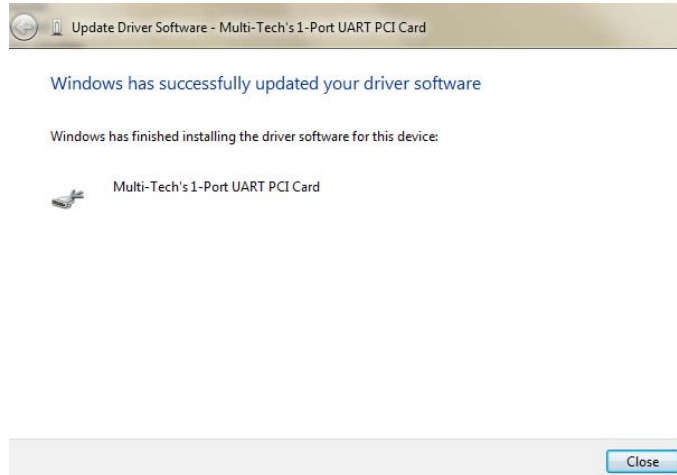 Update Driver Software - Multi-Tech's 1-Port UART PCI Card
Windows has successfully updated your driver software
Windows has finished installing the driver software for this device:
Multi-Tech's 1-Port UART PCI Card
Close